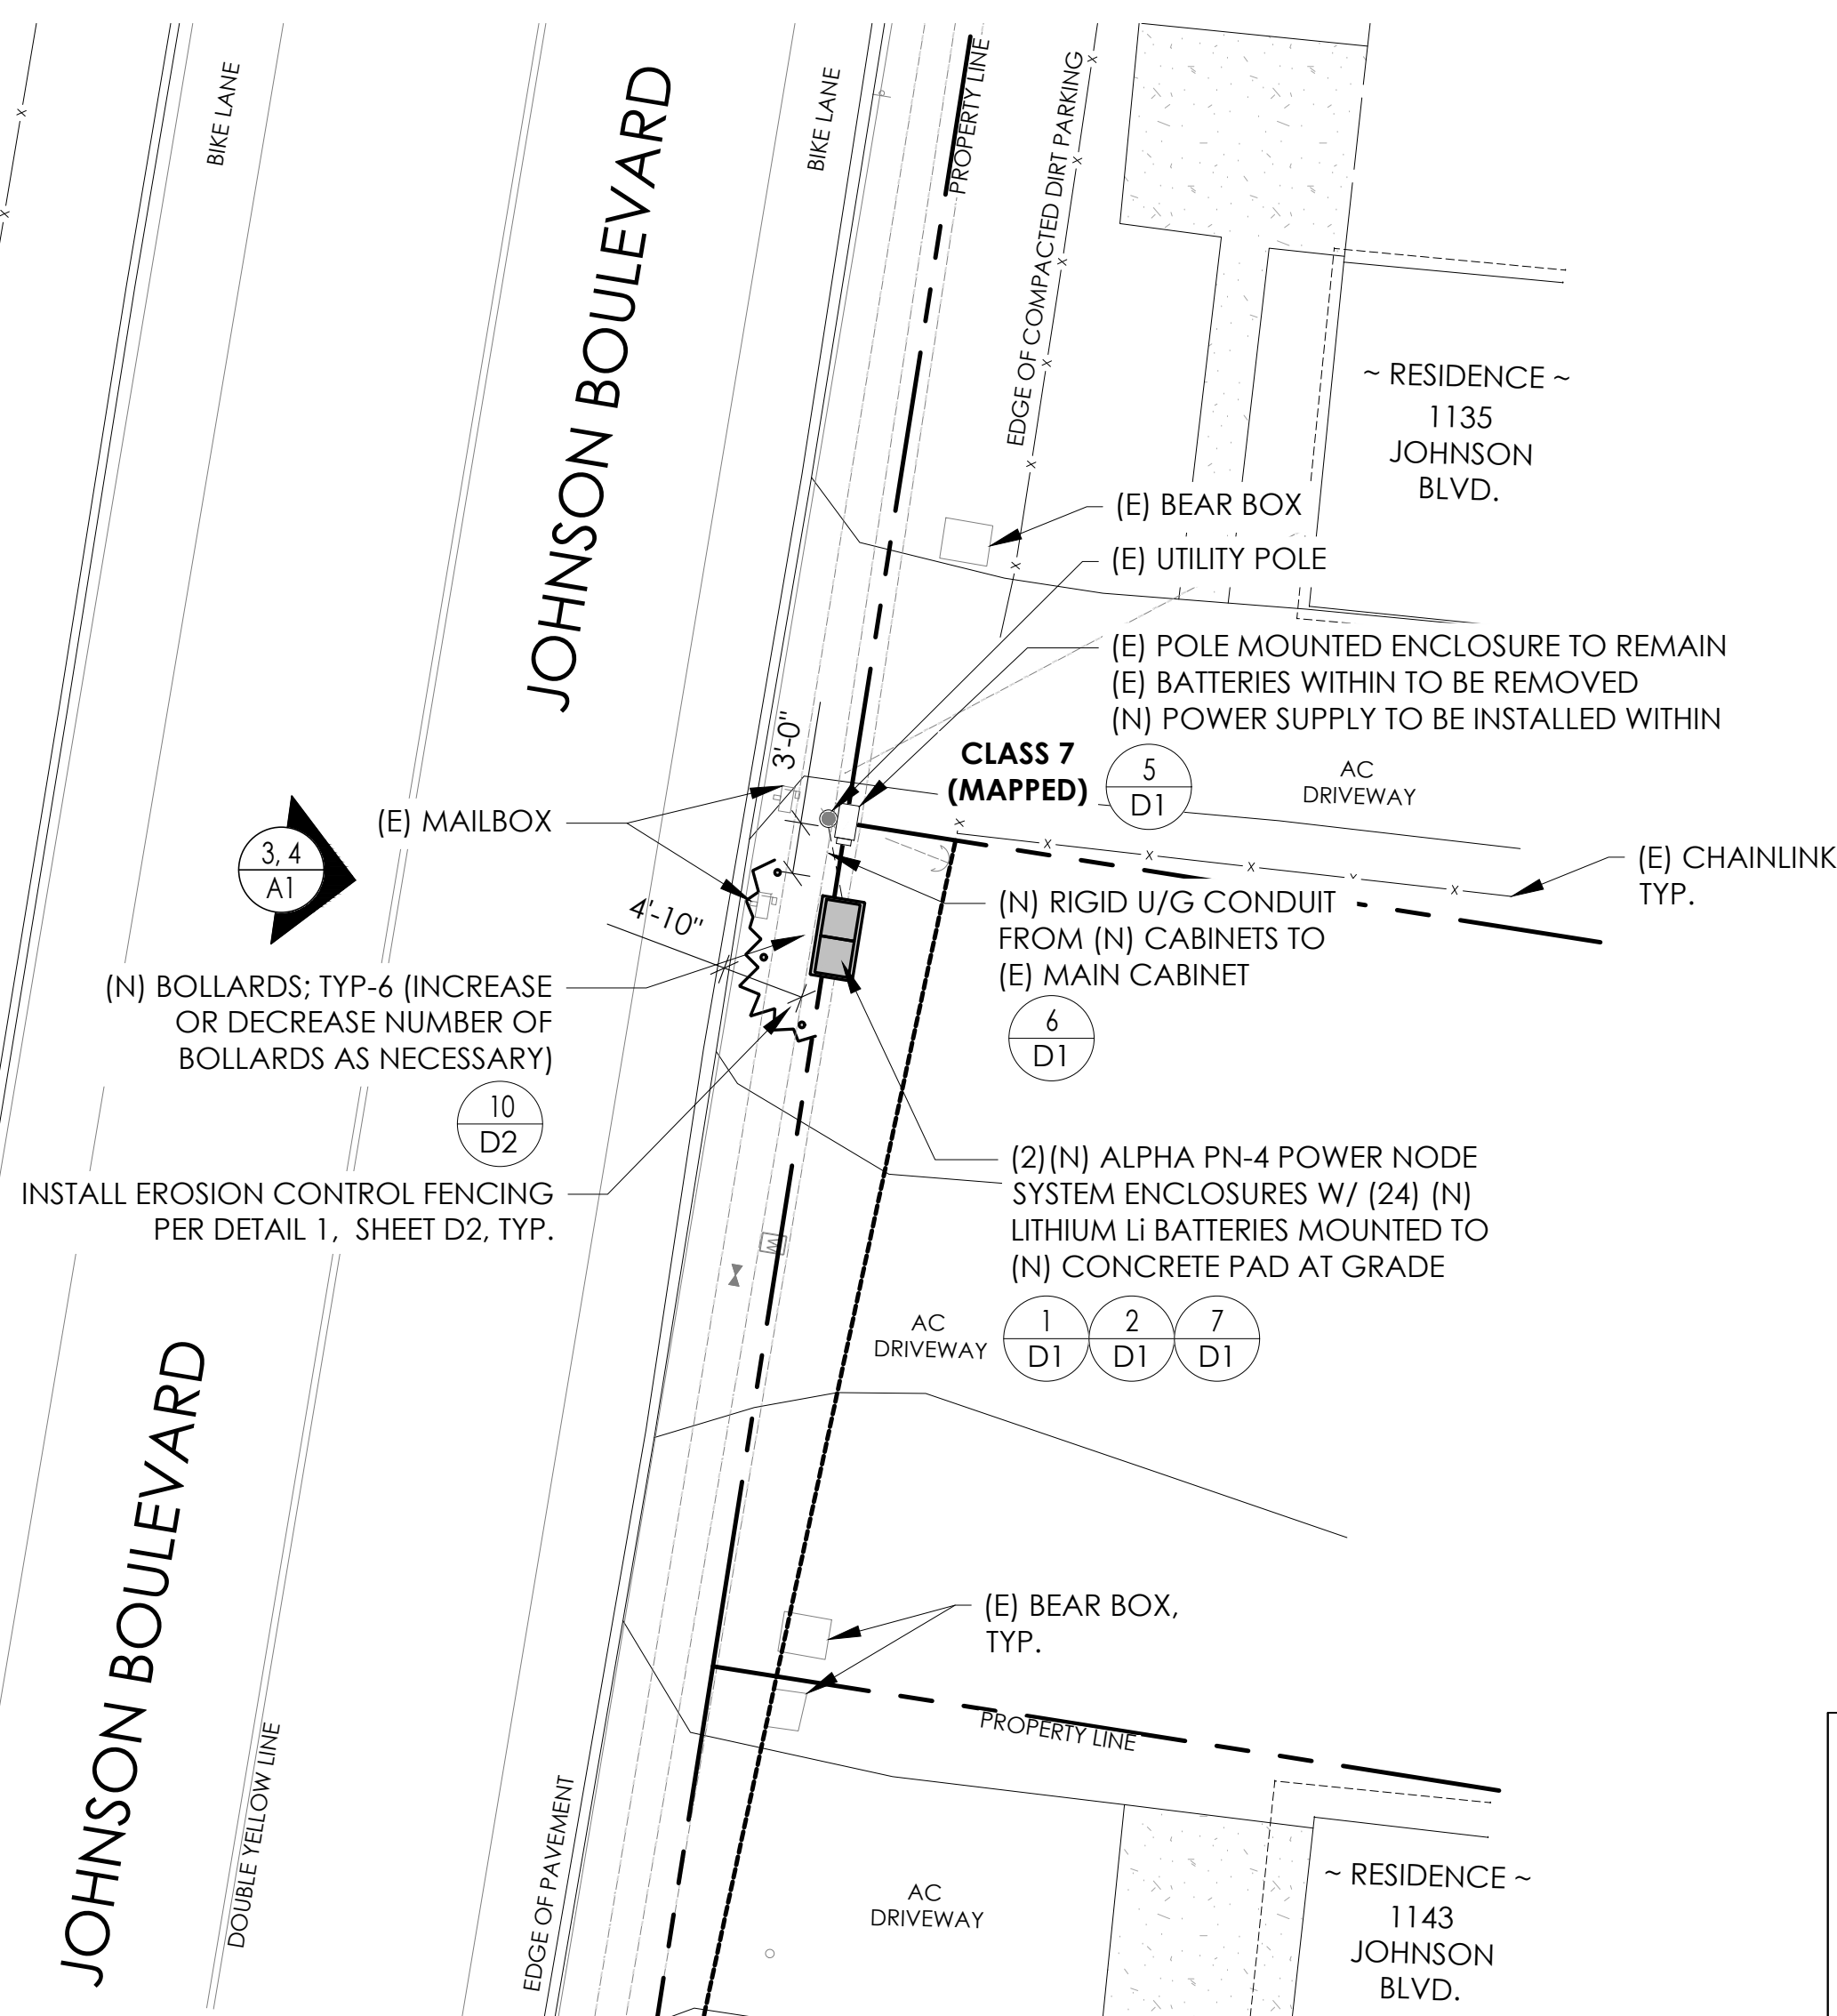 BIKE LANE
JOHNSON BOULEVARD
BIKE LANE
PROPERTY LINE
EDGE OF COMPACTED DIRT PARKING
~ RESIDENCE ~
1135
JOHNSON
BLVD.
(E) BEAR BOX
(E) UTILITY POLE
(E) POLE MOUNTED ENCLOSURE TO REMAIN
(E) BATTERIES WITHIN TO BE REMOVED
(N) POWER SUPPLY TO BE INSTALLED WITHIN
CLASS 7
(MAPPED)
5
D1
AC
DRIVEWAY
3'-0"
(E) MAILBOX
3, 4
A1
(E) CHAINLINK
TYP.
4'-10"
(N) RIGID U/G CONDUIT
FROM (N) CABINETS TO
(E) MAIN CABINET
6
D1
(N) BOLLARDS; TYP-6 (INCREASE
OR DECREASE NUMBER OF
BOLLARDS AS NECESSARY)
10
D2
INSTALL EROSION CONTROL FENCING
PER DETAIL 1, SHEET D2, TYP.
(2)(N) ALPHA PN-4 POWER NODE
SYSTEM ENCLOSURES W/ (24) (N)
LITHIUM Li BATTERIES MOUNTED TO
(N) CONCRETE PAD AT GRADE
W
AC
DRIVEWAY
1
D1
2
D1
7
D1
JOHNSON BOULEVARD
(E) BEAR BOX,
TYP.
PROPERTY LINE
DOUBLE YELLOW LINE
EDGE OF PAVEMENT
AC
DRIVEWAY
~ RESIDENCE ~
1143
JOHNSON
BLVD.